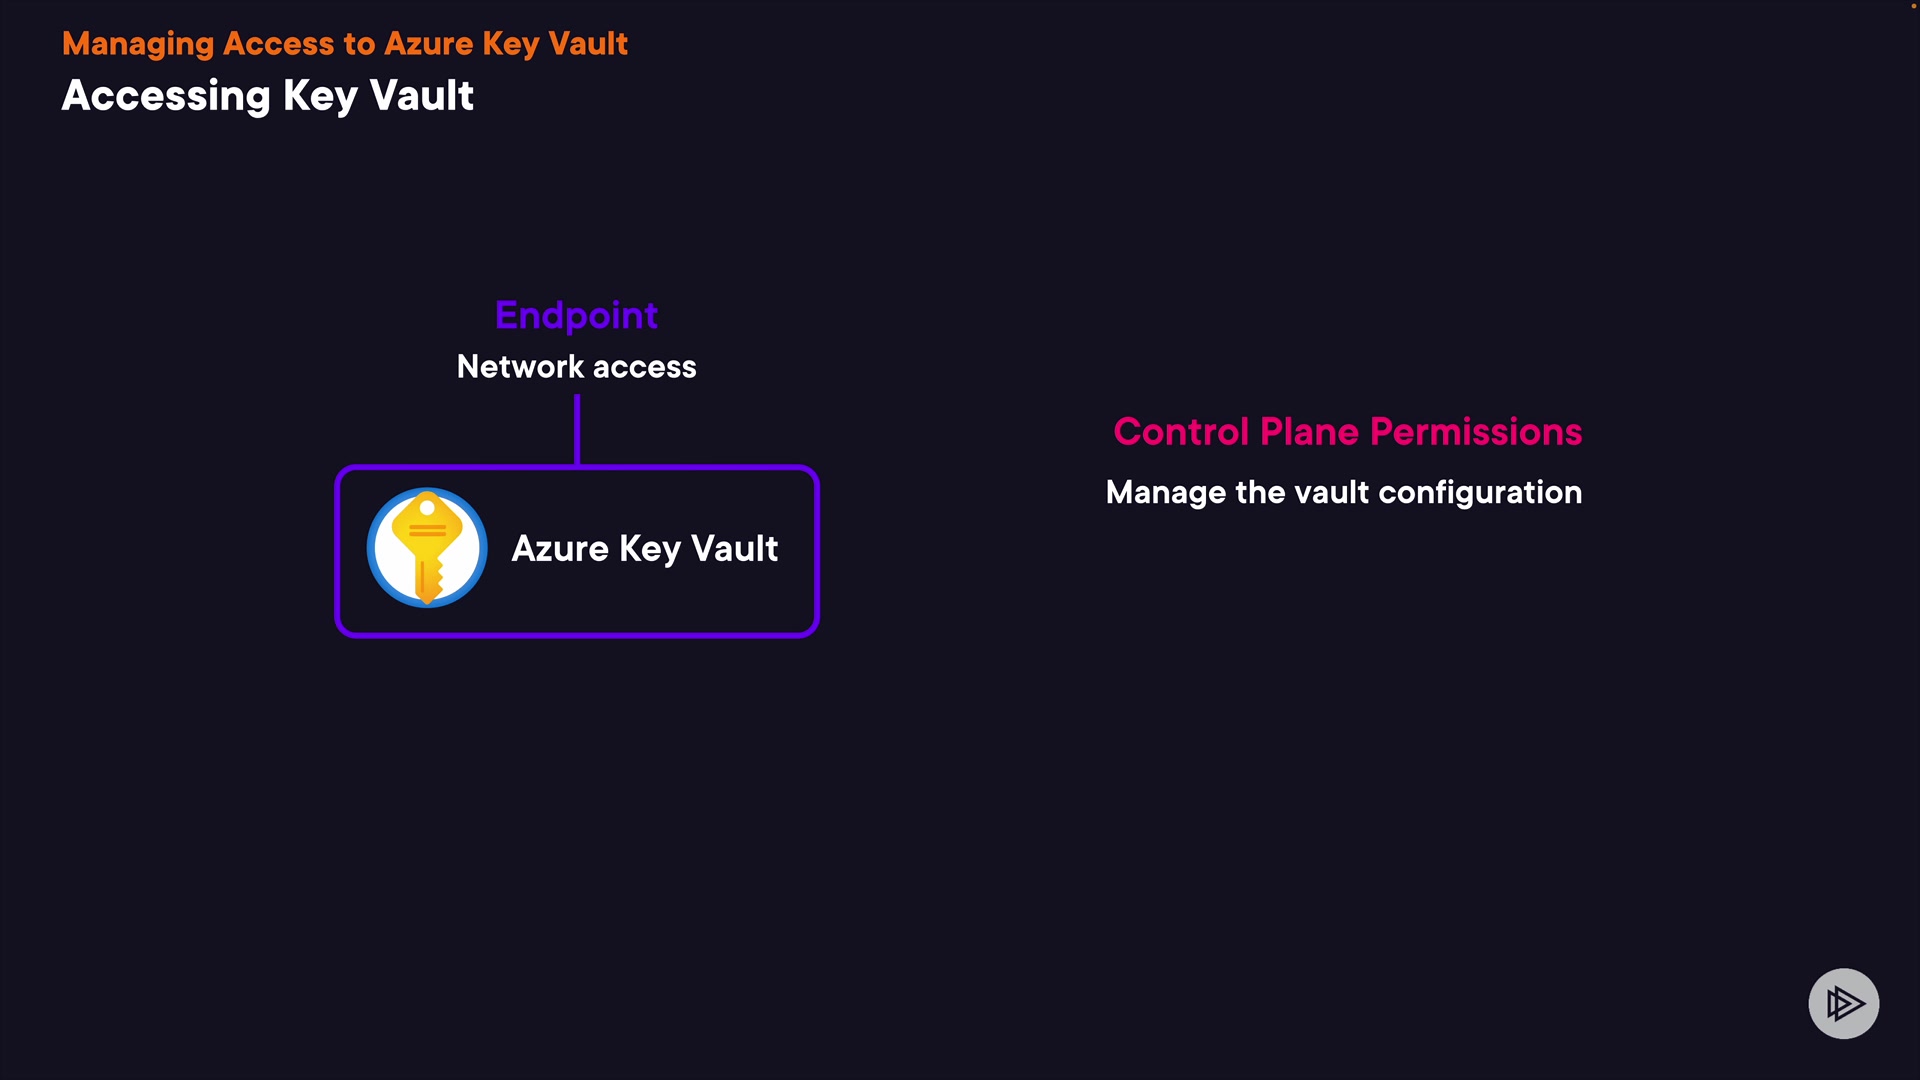 Managing Access to Azure Key Vault
Accessing Key Vault
Endpoint
Network access
Azure Key Vault
Control Plane Permissions
Manage the vault configuration